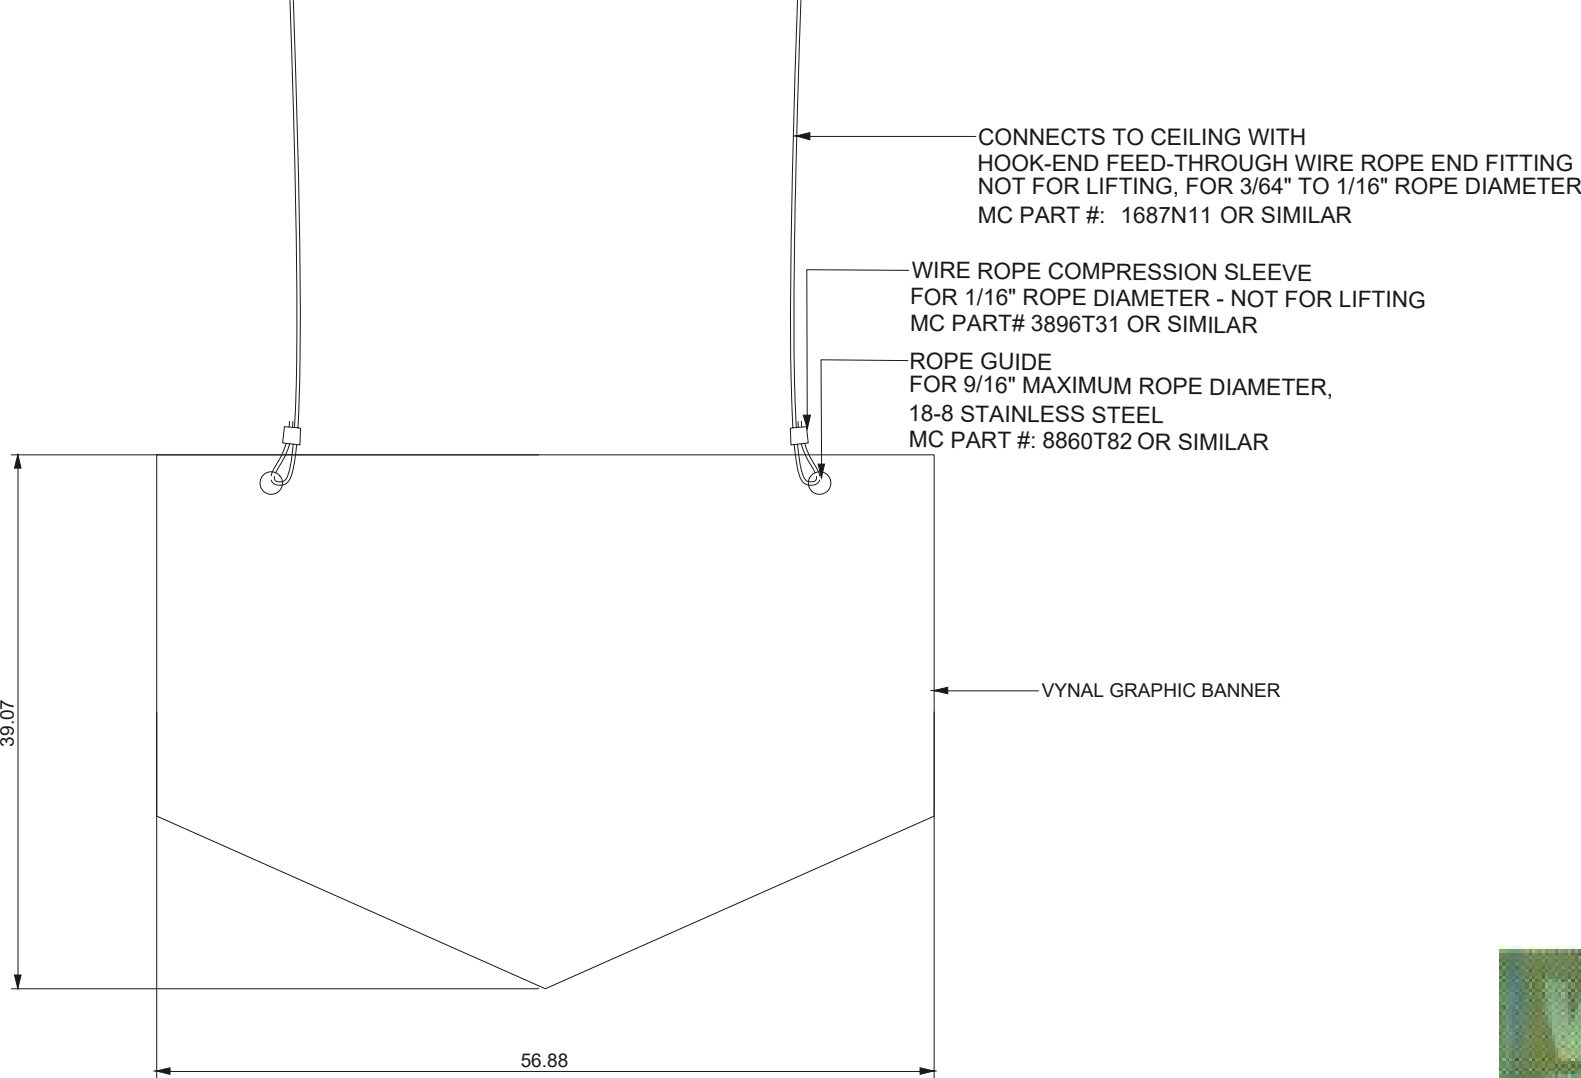 CONNECTS TO CEILING WITH
HOOK-END FEED-THROUGH WIRE ROPE END FITTING
NOT FOR LIFTING, FOR 3/64" TO 1/16" ROPE DIAMETER
MC PART #: 1687N11 OR SIMILAR
WIRE ROPE COMPRESSION SLEEVE
FOR 1/16" ROPE DIAMETER - NOT FOR LIFTING
MC PART# 3896T31 OR SIMILAR
ROPE GUIDE
FOR 9/16" MAXIMUM ROPE DIAMETER,
18-8 STAINLESS STEEL
MC PART #: 8860T82 OR SIMILAR
VYNAL GRAPHIC BANNER
39.07
56.88